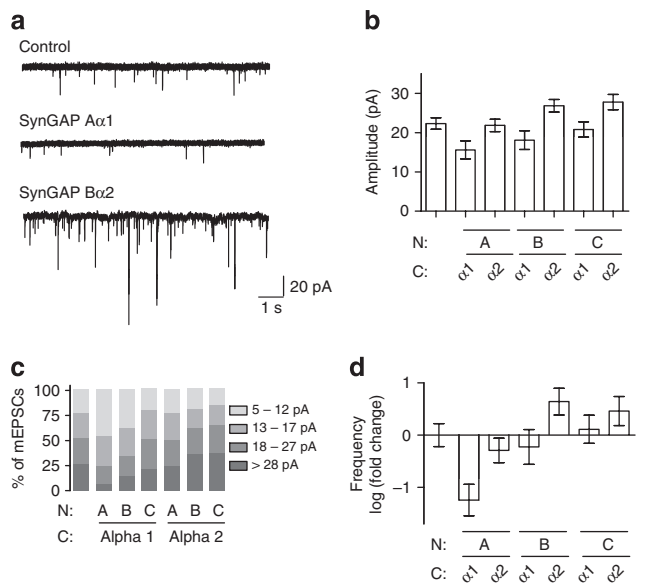 a
Control
SynGAP Aα1
SynGAP Bα2
20 pA
1 s
b
Amplitude (pA)
30
20
10
0
N: A B C
C: α1 α2 α1 α2 α1 α2
c
% of mEPSCs
100
75
50
25
0
5 – 12 pA
13 – 17 pA
18 – 27 pA
> 28 pA
N: A B C A B C
C: Alpha 1 Alpha 2
d
Frequency
log (fold change)
1
0
–1
N: A B C
C: α1 α2 α1 α2 α1 α2